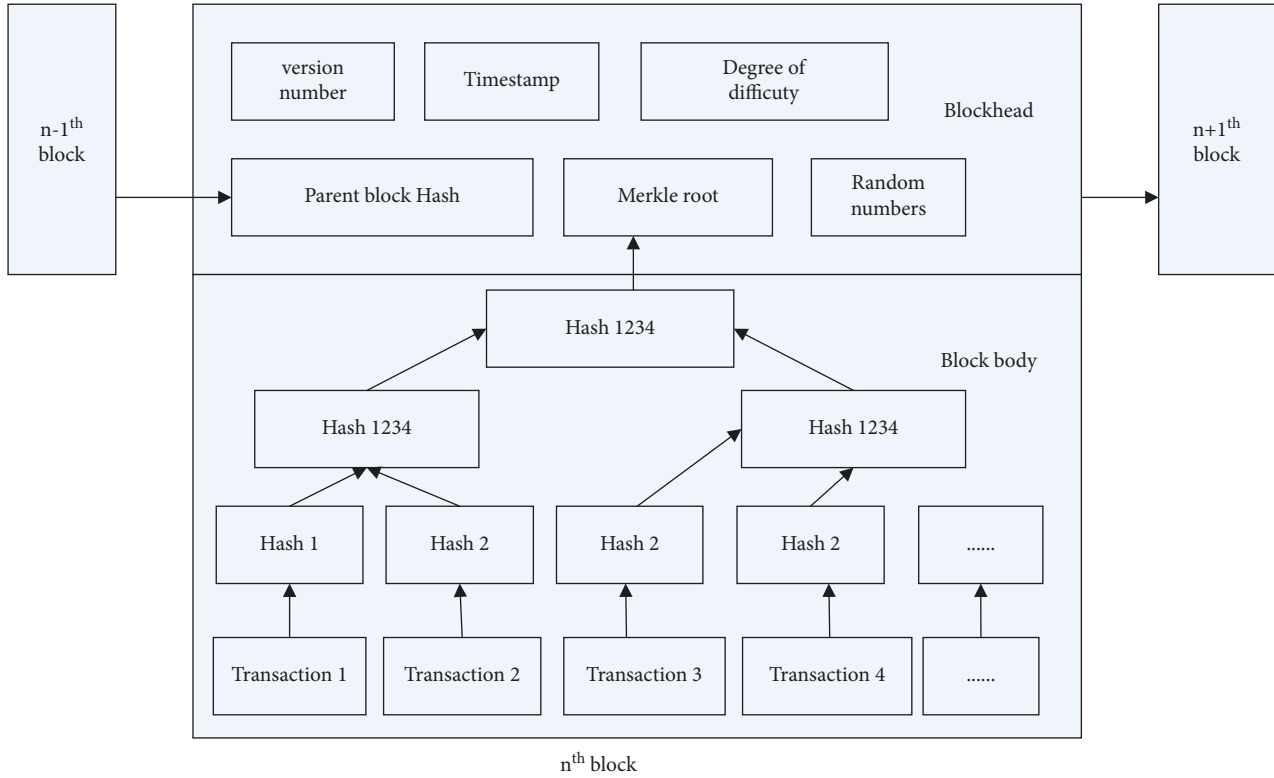 n-1th
block
version
number
Timestamp
Degree of
difficuty
Blockhead
n+1th
block
Parent block Hash
Merkle root
Random
numbers
Hash 1234
Block body
Hash 1234
Hash 1234
Hash 1
Hash 2
Hash 2
Hash 2
......
Transaction 1
Transaction 2
Transaction 3
Transaction 4
......
nth block